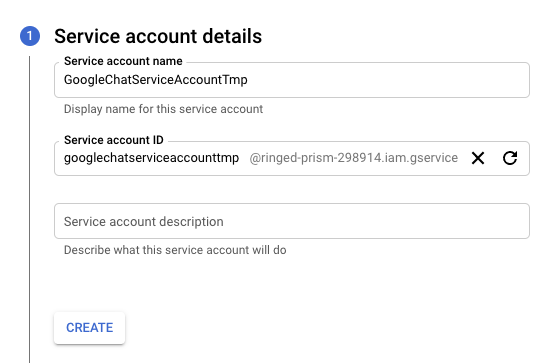 1 Service account details
Service account name
GoogleChatServiceAccountTmp
Display name for this service account
Service account ID
googlechatserviceaccounttmp @ringed-prism-298914.iam.gservice
Service account description
Describe what this service account will do
CREATE